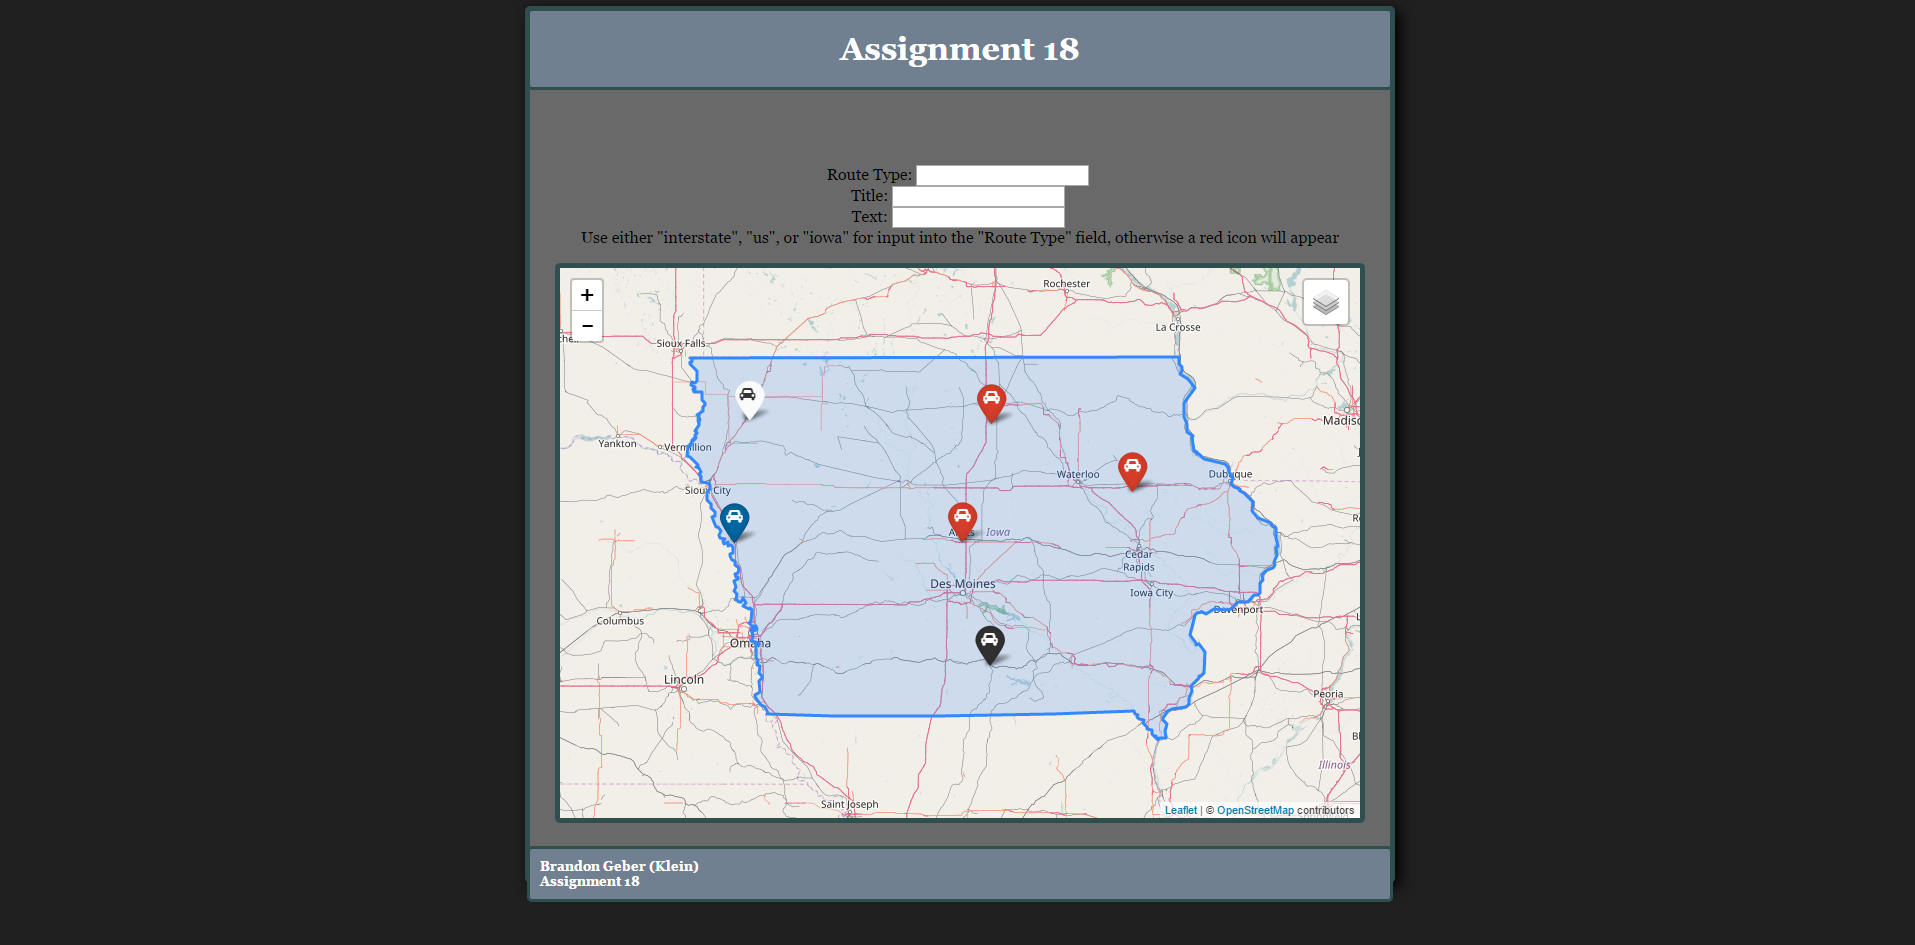 Assignment 18
Route Type:
Title:
Text:
Use either "interstate", "us", or "iowa" for input into the "Route Type" field, otherwise a red icon will appear
+
−
Rochester
La Crosse
Sioux Falls
Madiso
Yankton
Vermillion
Waterloo
Dubuque
Sioux City
Ames
Iowa
Cedar
Rapids
Des Moines
Iowa City
Davenport
Columbus
Omaha
Lincoln
Peoria
Illinois
Saint Joseph
Leaflet | © OpenStreetMap contributors
Brandon Geber (Klein)
Assignment 18